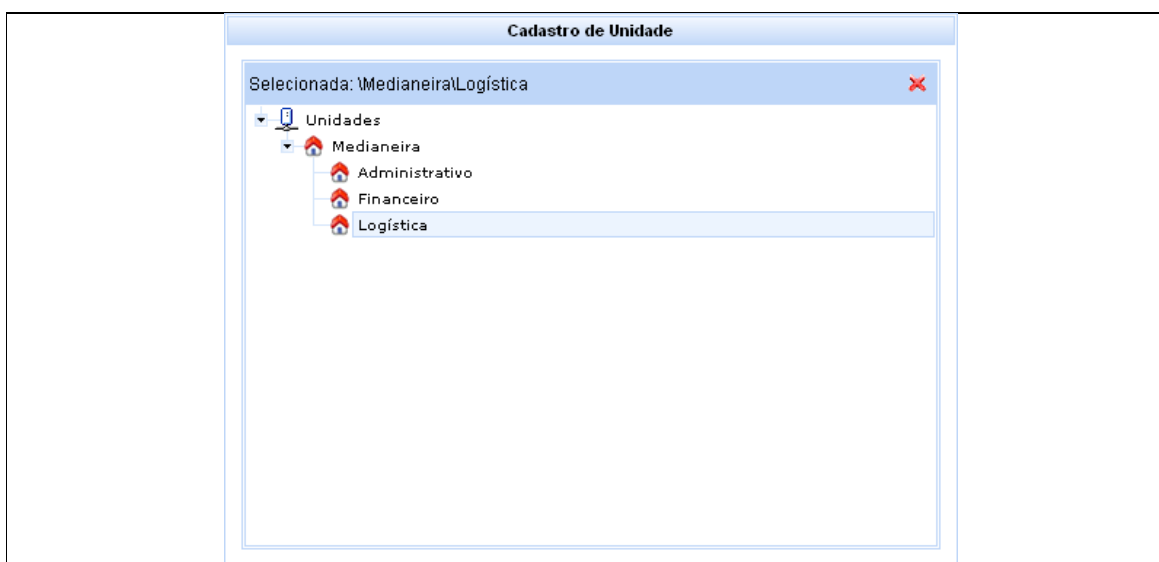 Cadastro de Unidade
Selecionada: \Medianeira\Logística
Unidades
Medianeira
Administrativo
Financeiro
Logística